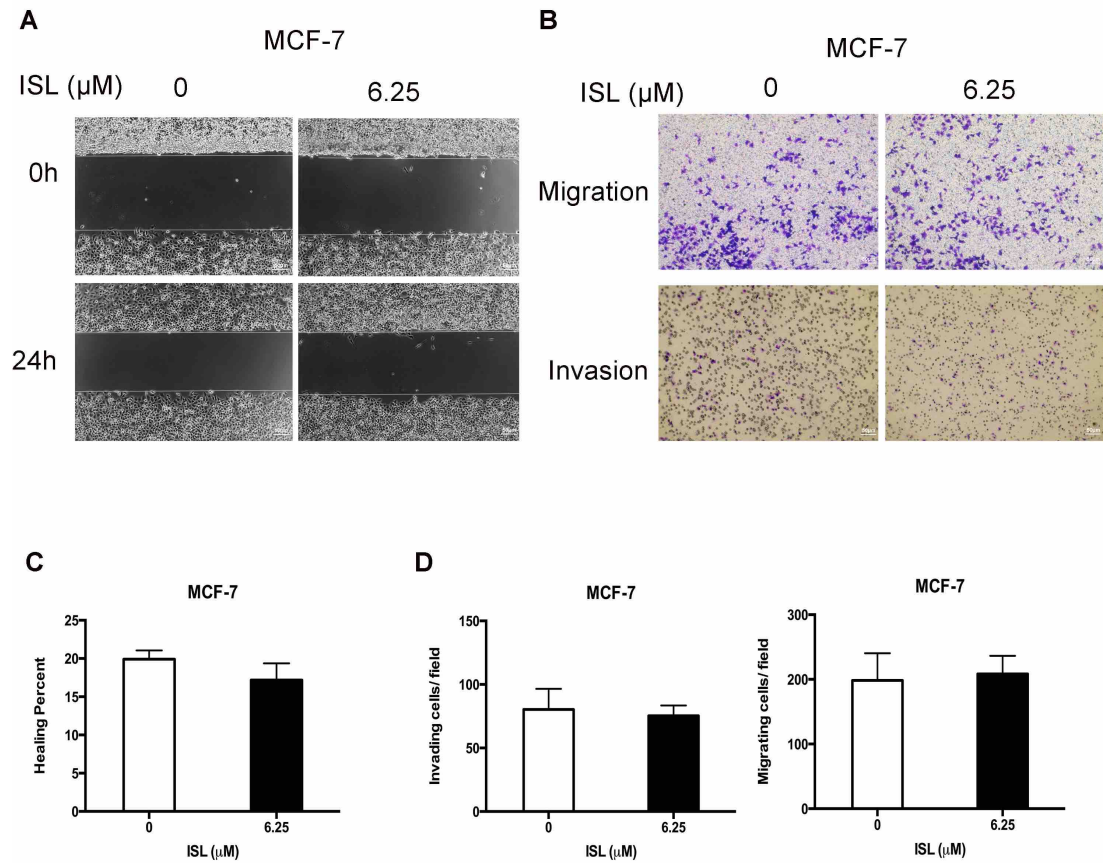 A
MCF-7
ISL (µM) 0 6.25
0h
24h
B
MCF-7
ISL (µM) 0 6.25
Migration
Invasion
C
MCF-7
Healing Percent
25
20
15
10
5
0
0 6.25
ISL (µM)
D
MCF-7
Invading cells/ field
150
100
50
0
0 6.25
ISL (µM)
MCF-7
Migrating cells/ field
300
200
100
0
0 6.25
ISL (µM)